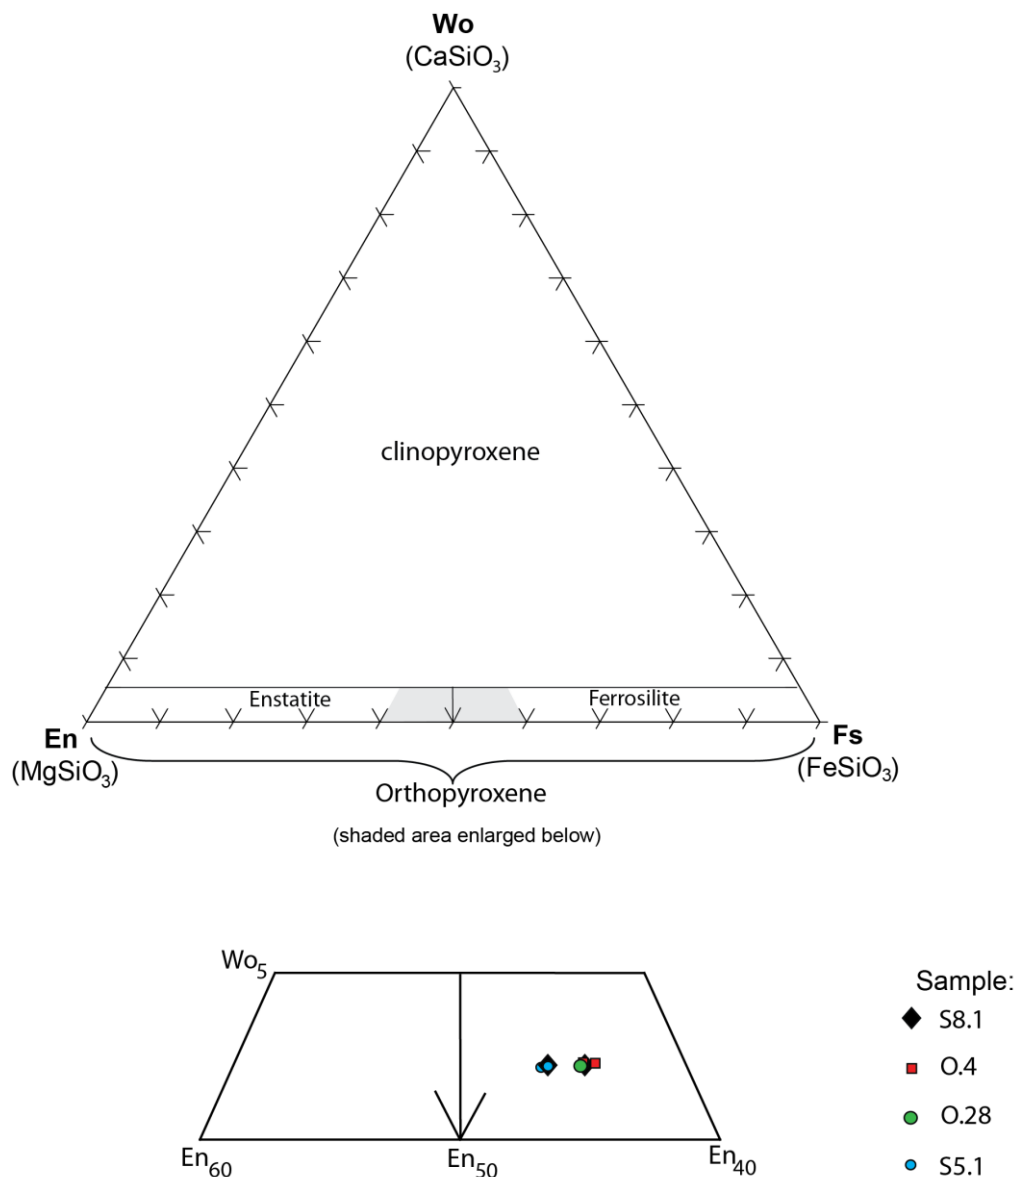 Wo
(CaSiO₃)
clinopyroxene
Enstatite
Ferrosilite
En
(MgSiO₃)
Fs
(FeSiO₃)
Orthopyroxene
(shaded area enlarged below)
Wo₅
En₆₀
En₅₀
En₄₀
Sample:
S8.1
O.4
O.28
S5.1